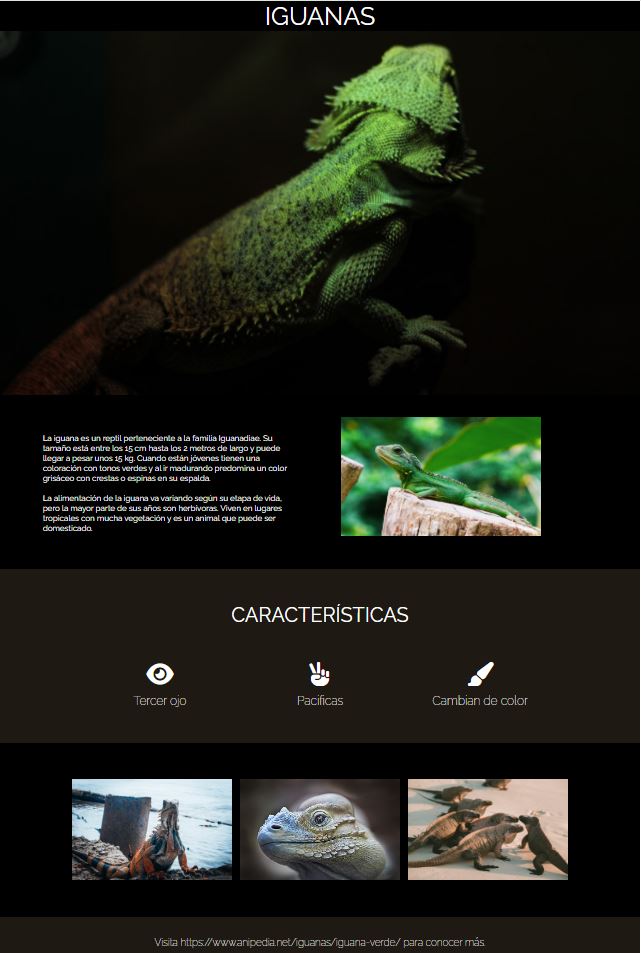 IGUANAS
La iguana es un reptil perteneciente a la familia Iguanadiae. Su
tamaño está entre los 15 cm hasta los 2 metros de largo y puede
llegar a pesar unos 15 kg. Cuando están jóvenes tienen una
coloración con tonos verdes y al ir madurando predomina un color
grisáceo con crestas o espinas en su espalda.
La alimentación de la iguana va variando según su etapa de vida,
pero la mayor parte de sus años son herbívoras. Viven en lugares
tropicales con mucha vegetación y es un animal que puede ser
domesticado.
CARACTERÍSTICAS
Tercer ojo
Pacíficas
Cambian de color
Visita https://www.anipedia.net/iguanas/iguana-verde/ para conocer más.